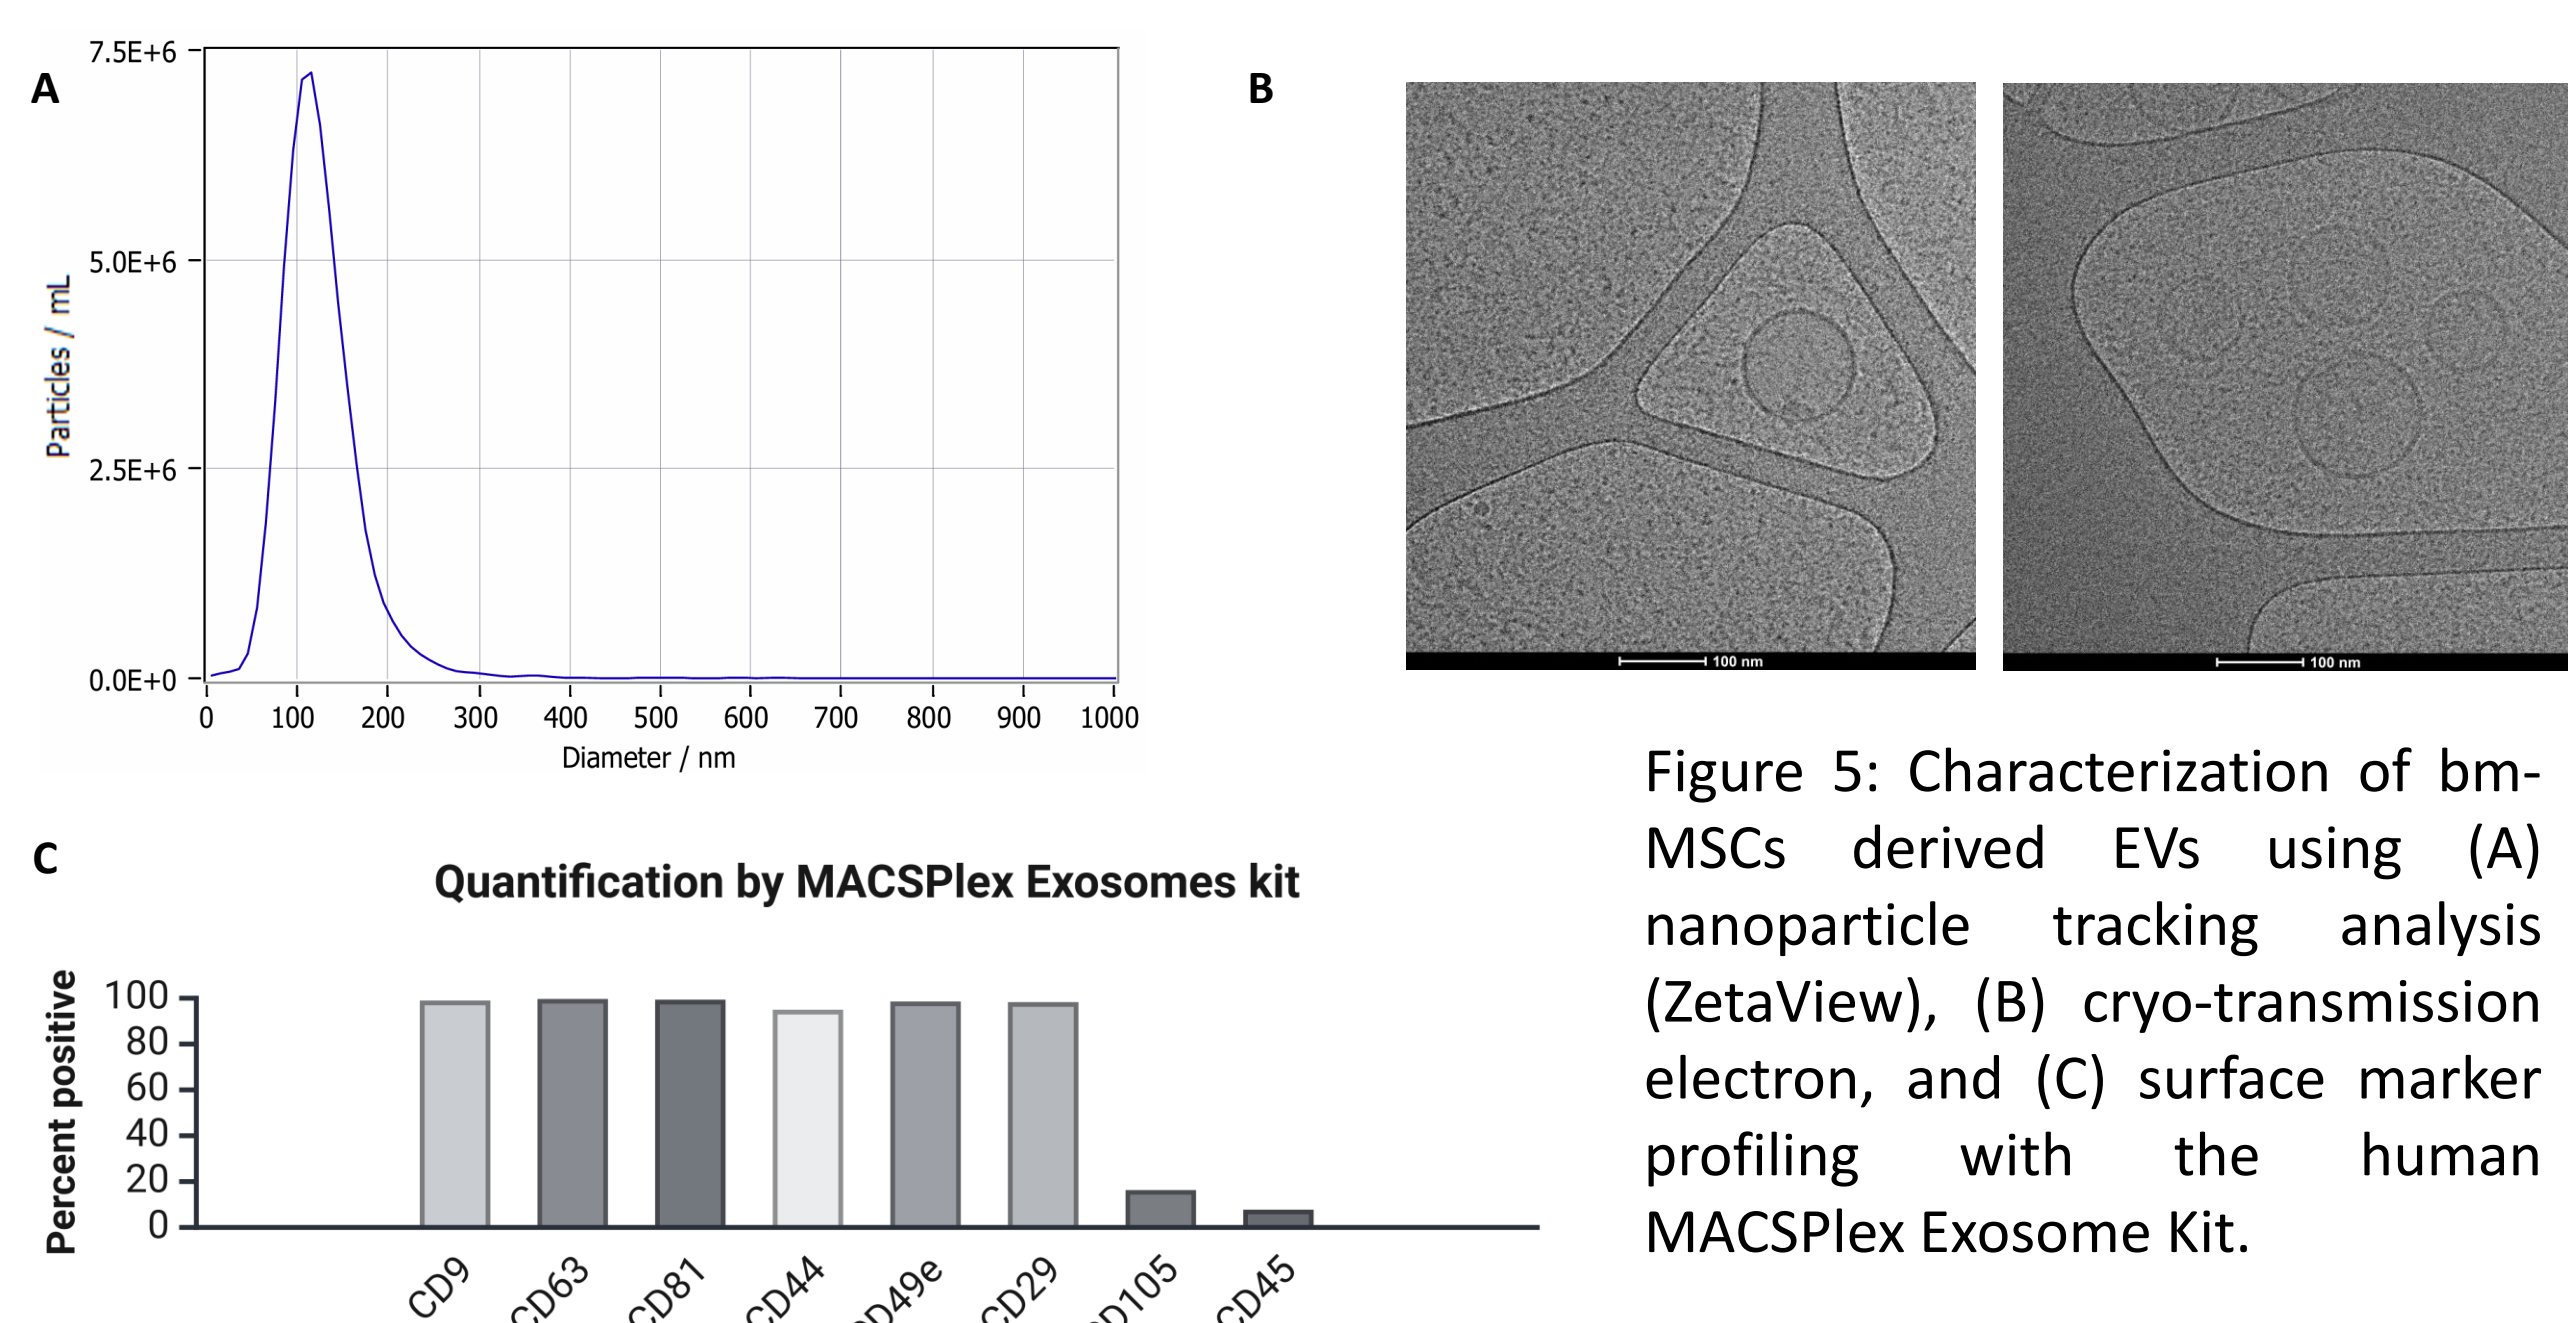 A
7.5E+6
5.0E+6
2.5E+6
0.0E+0
Particles / mL
0 100 200 300 400 500 600 700 800 900 1000
Diameter / nm
B
100 nm
100 nm
C
Quantification by MACSPlex Exosomes kit
Percent positive
100
80
60
40
20
0
CD9 CD63 CD81 CD44 CD49e CD29 CD105 CD45
Figure 5: Characterization of bm-
MSCs derived EVs using (A)
nanoparticle tracking analysis
(ZetaView), (B) cryo-transmission
electron, and (C) surface marker
profiling with the human
MACSPlex Exosome Kit.